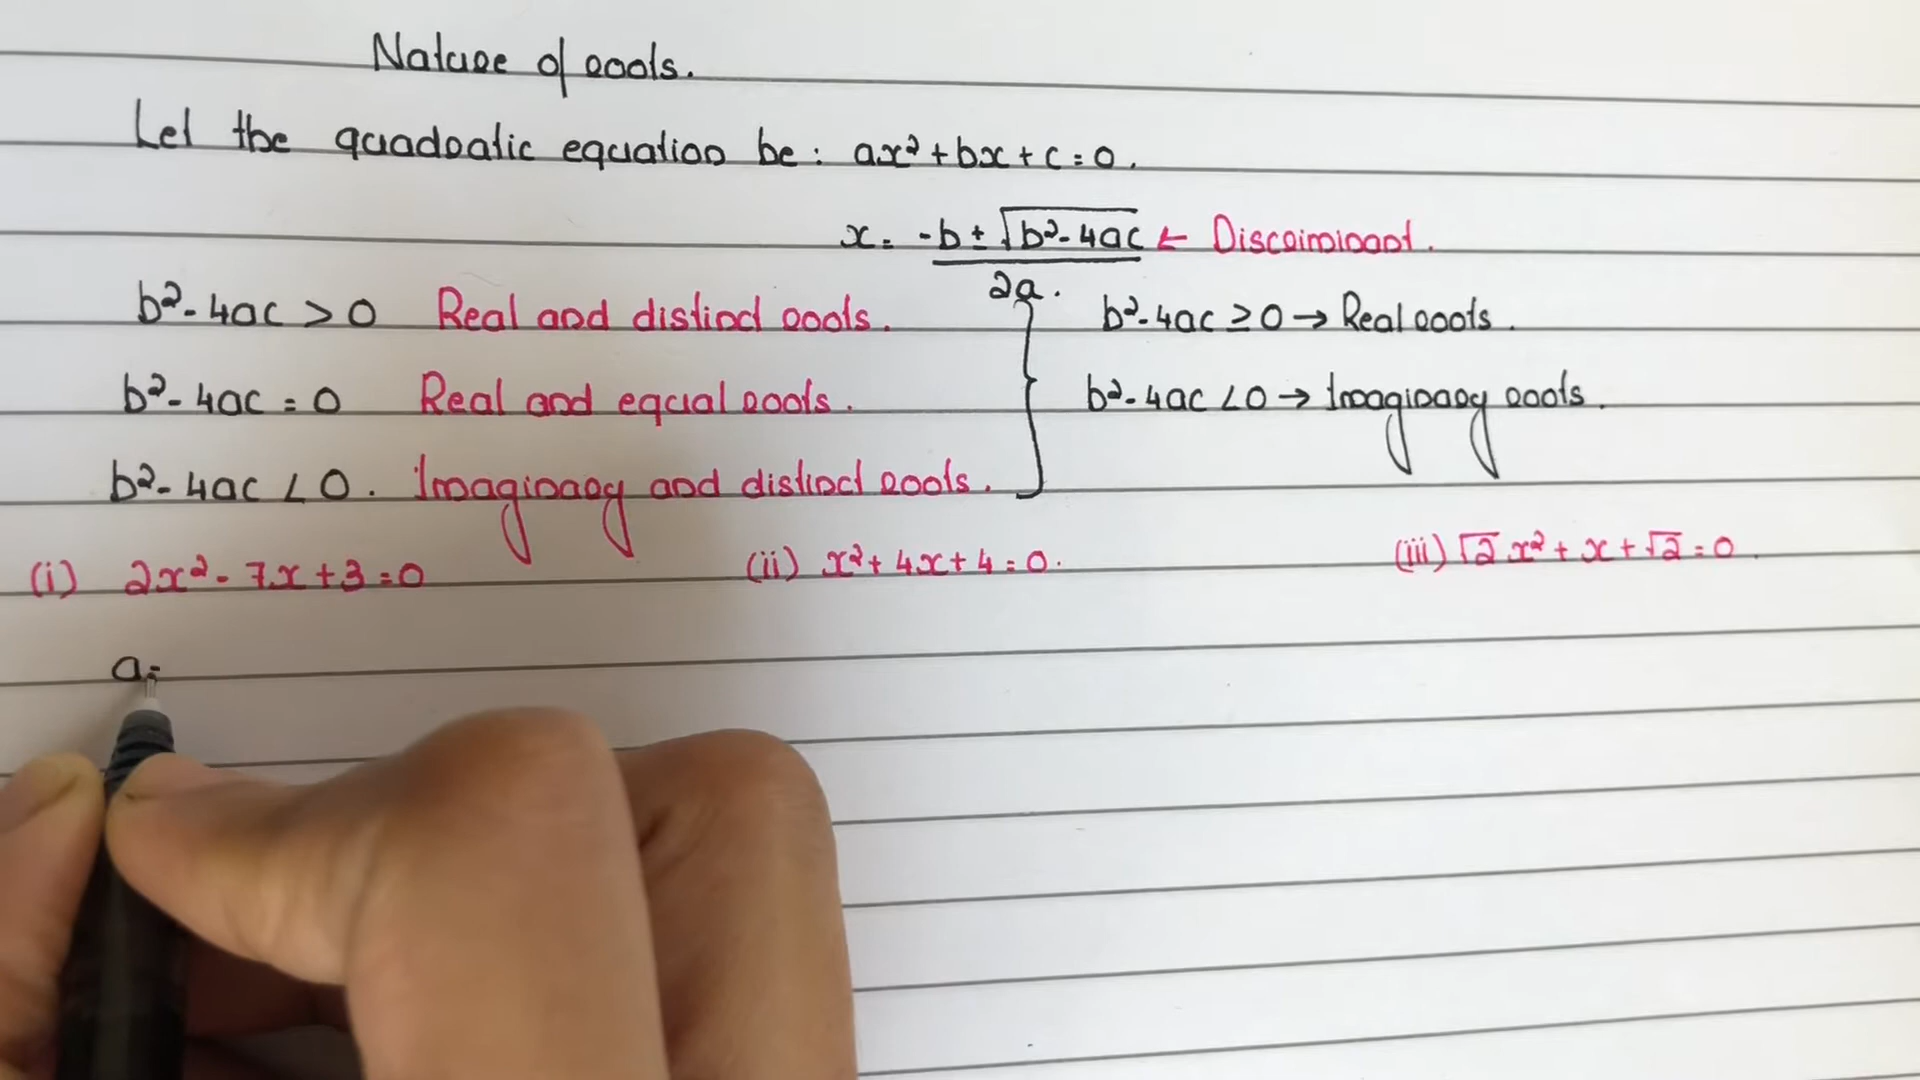 Nature of roots.
Let the quadratic equation be: ax² + bx + c = 0.
x = -b ± √b² - 4ac ← Discriminant.
2a.
b² - 4ac > 0 Real and distinct roots. b² - 4ac ≥ 0 → Real roots.
b² - 4ac = 0 Real and equal roots. b² - 4ac < 0 → Imaginary roots.
b² - 4ac < 0. Imaginary and distinct roots.
(i) 2x² - 7x + 3 = 0 (ii) x² + 4x + 4 = 0. (iii) √2 x² + x + √2 = 0.
a =